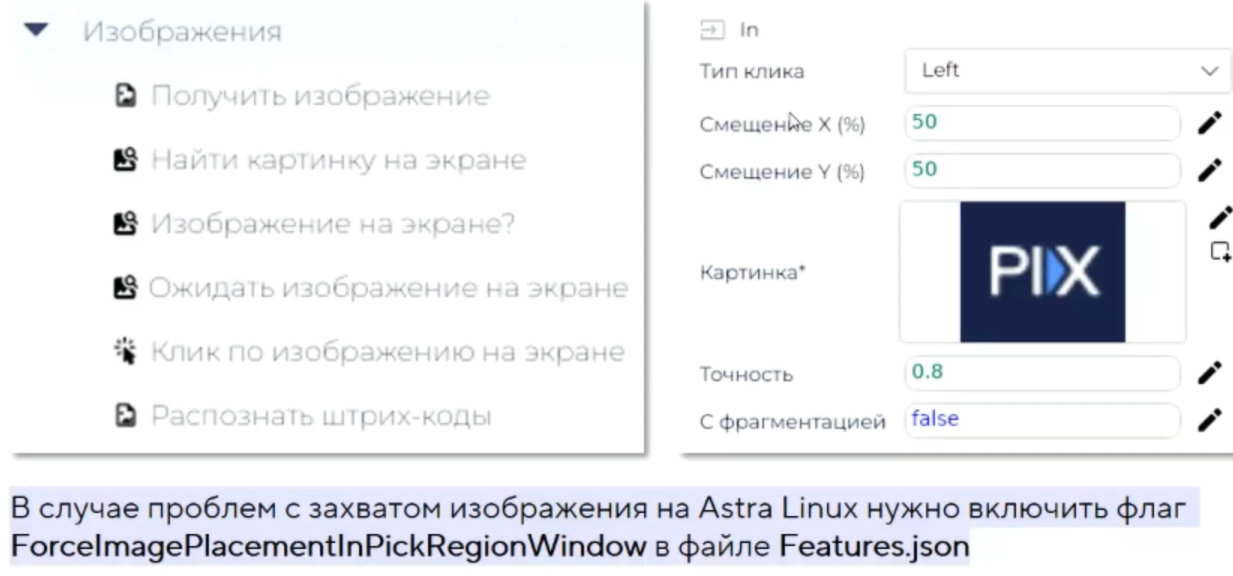 Изображения
Получить изображение
Найти картинку на экране
Изображение на экране?
Ожидать изображение на экране
Клик по изображению на экране
Распознать штрих-коды
In
Тип клика Left
Смещение X (%) 50
Смещение Y (%) 50
Картинка* PIX
Точность 0.8
С фрагментацией false
В случае проблем с захватом изображения на Astra Linux нужно включить флаг
ForceImagePlacementInPickRegionWindow в файле Features.json